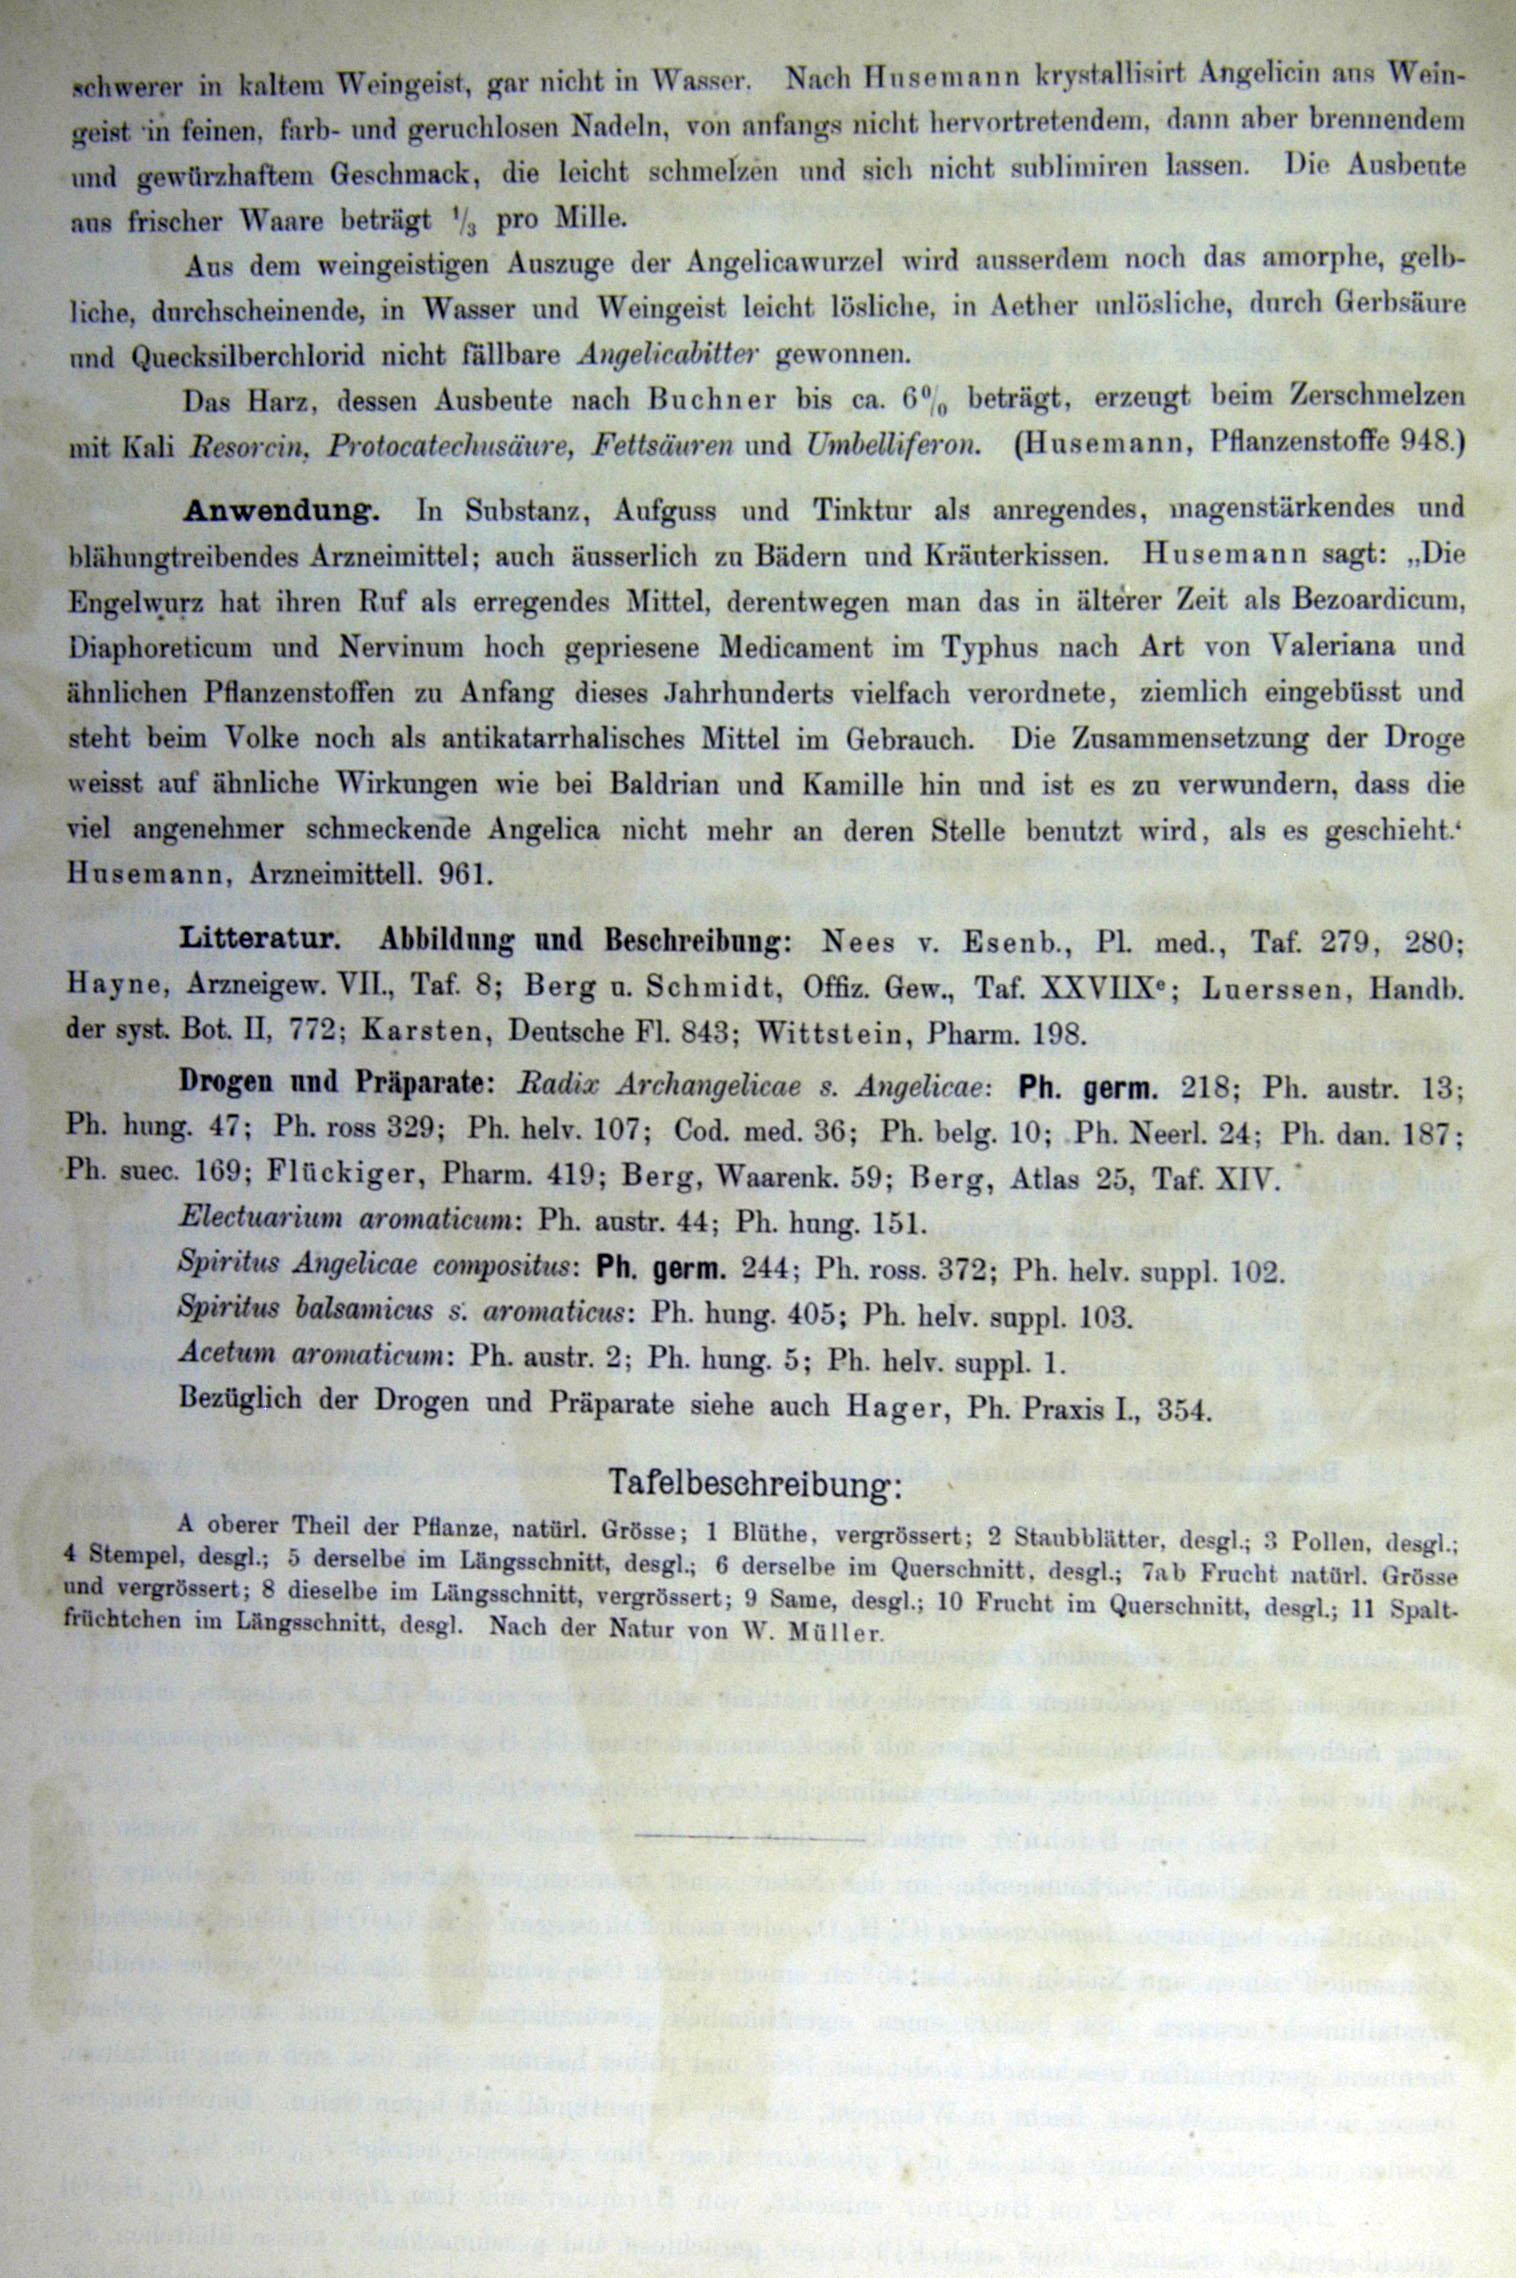 schwerer in kaltem Weingeist, gar nicht in Wasser. Nach Husemann krystallisirt Angelicin aus Wein-
geist in feinen, farb- und geruchlosen Nadeln, von anfangs nicht hervortretendem, dann aber brennendem
und gewürzhaftem Geschmack, die leicht schmelzen und sich nicht sublimiren lassen. Die Ausbeute
aus frischer Waare beträgt 1/3 pro Mille.
Aus dem weingeistigen Auszuge der Angelicawurzel wird ausserdem noch das amorphe, gelb-
liche, durchscheinende, in Wasser und Weingeist leicht lösliche, in Aether unlösliche, durch Gerbsäure
und Quecksilberchlorid nicht fällbare Angelicabitter gewonnen.
Das Harz, dessen Ausbeute nach Buchner bis ca. 6% beträgt, erzeugt beim Zerschmelzen
mit Kali Resorcin, Protocatechusäure, Fettsäuren und Umbelliferon. (Husemann, Pflanzenstoffe 948.)
Anwendung. In Substanz, Aufguss und Tinktur als anregendes, magenstärkendes und
blähungtreibendes Arzneimittel; auch äusserlich zu Bädern und Kräuterkissen. Husemann sagt: „Die
Engelwurz hat ihren Ruf als erregendes Mittel, derentwegen man das in älterer Zeit als Bezoardicum,
Diaphoreticum und Nervinum hoch gepriesene Medicament im Typhus nach Art von Valeriana und
ähnlichen Pflanzenstoffen zu Anfang dieses Jahrhunderts vielfach verordnete, ziemlich eingebüsst und
steht beim Volke noch als antikatarrhalisches Mittel im Gebrauch. Die Zusammensetzung der Droge
weisst auf ähnliche Wirkungen wie bei Baldrian und Kamille hin und ist es zu verwundern, dass die
viel angenehmer schmeckende Angelica nicht mehr an deren Stelle benutzt wird, als es geschieht.‘
Husemann, Arzneimittell. 961.
Litteratur. Abbildung und Beschreibung: Nees v. Esenb., Pl. med., Taf. 279, 280;
Hayne, Arzneigew. VII., Taf. 8; Berg u. Schmidt, Offiz. Gew., Taf. XXVIIXe; Luerssen, Handb.
der syst. Bot. II, 772; Karsten, Deutsche Fl. 843; Wittstein, Pharm. 198.
Drogen und Präparate: Radix Archangelicae s. Angelicae: Ph. germ. 218; Ph. austr. 13;
Ph. hung. 47; Ph. ross 329; Ph. helv. 107; Cod. med. 36; Ph. belg. 10; Ph. Neerl. 24; Ph. dan. 187;
Ph. suec. 169; Flückiger, Pharm. 419; Berg, Waarenk. 59; Berg, Atlas 25, Taf. XIV.
Electuarium aromaticum: Ph. austr. 44; Ph. hung. 151.
Spiritus Angelicae compositus: Ph. germ. 244; Ph. ross. 372; Ph. helv. suppl. 102.
Spiritus balsamicus s. aromaticus: Ph. hung. 405; Ph. helv. suppl. 103.
Acetum aromaticum: Ph. austr. 2; Ph. hung. 5; Ph. helv. suppl. 1.
Bezüglich der Drogen und Präparate siehe auch Hager, Ph. Praxis I., 354.
Tafelbeschreibung:
A oberer Theil der Pflanze, natürl. Grösse; 1 Blüthe, vergrössert; 2 Staubblätter, desgl.; 3 Pollen, desgl.;
4 Stempel, desgl.; 5 derselbe im Längsschnitt, desgl.; 6 derselbe im Querschnitt, desgl.; 7ab Frucht natürl. Grösse
und vergrössert; 8 dieselbe im Längsschnitt, vergrössert; 9 Same, desgl.; 10 Frucht im Querschnitt, desgl.; 11 Spalt-
früchtchen im Längsschnitt, desgl. Nach der Natur von W. Müller.